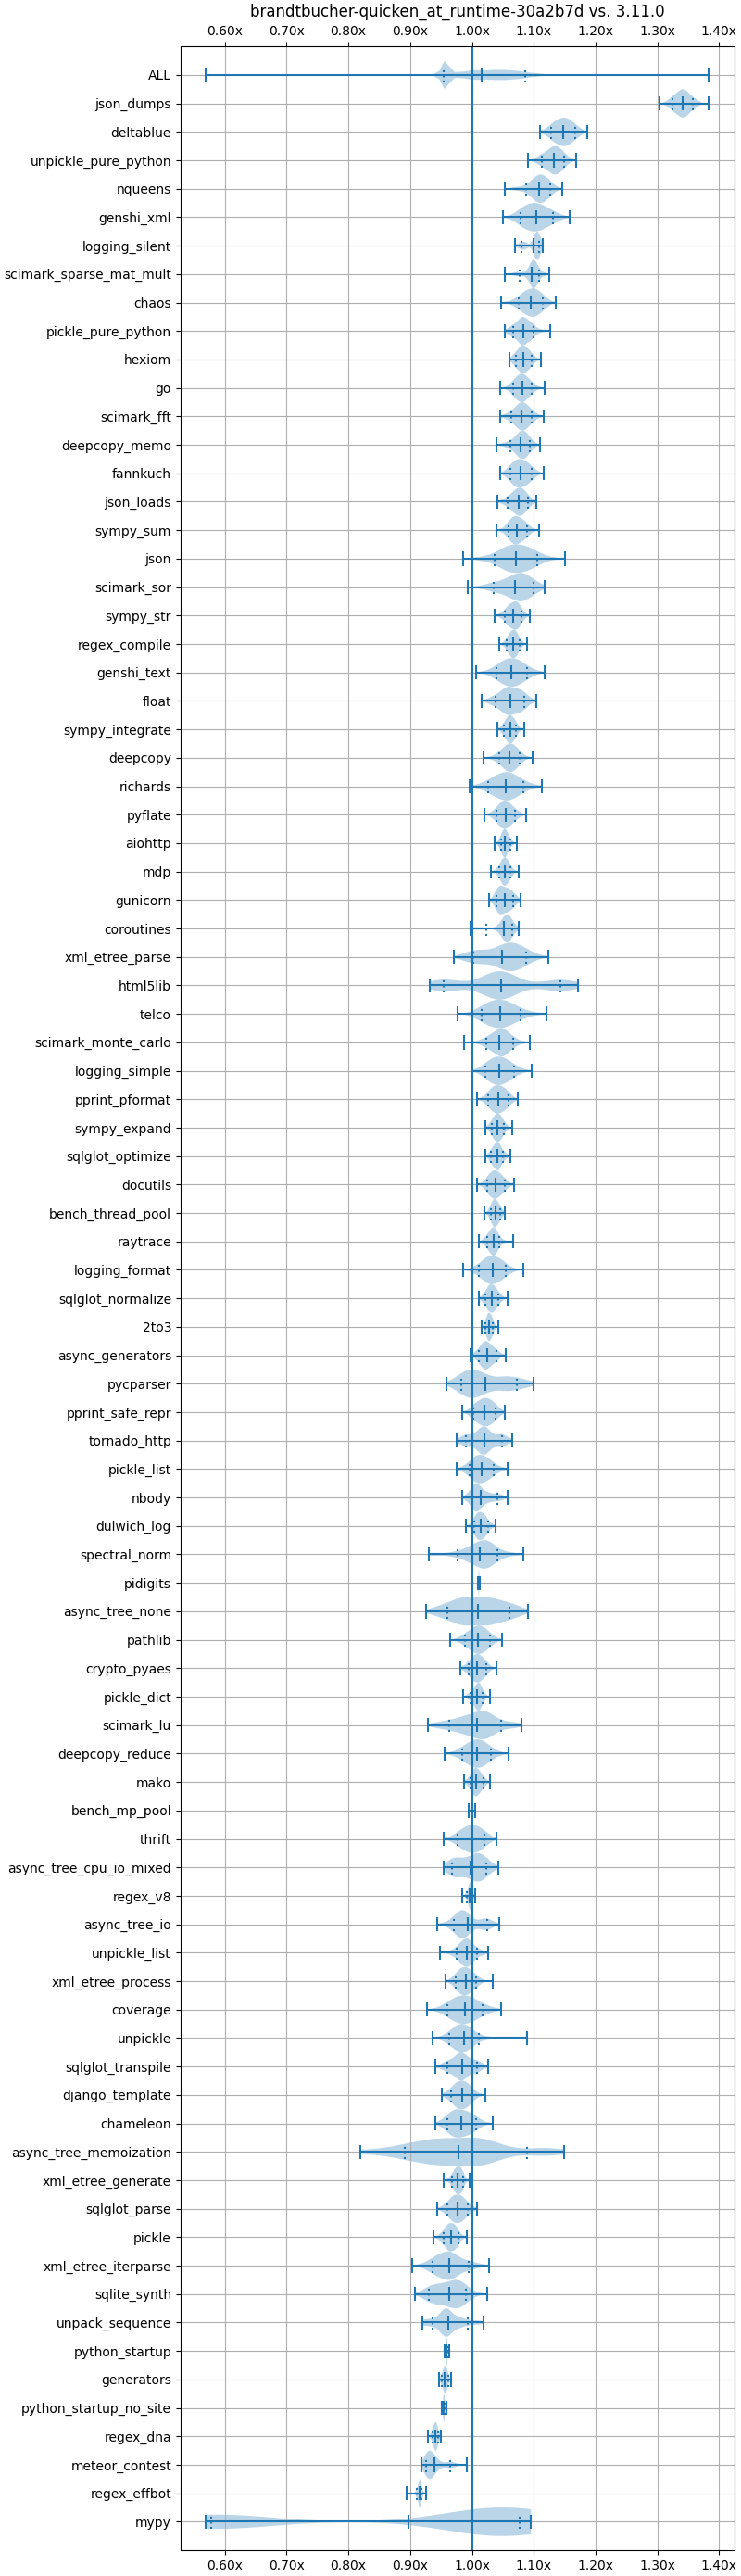 brandtbucher-quicken_at_runtime-30a2b7d vs. 3.11.0
0.60x 0.70x 0.80x 0.90x 1.00x 1.10x 1.20x 1.30x 1.40x
ALL
json_dumps
deltablue
unpickle_pure_python
nqueens
genshi_xml
logging_silent
scimark_sparse_mat_mult
chaos
pickle_pure_python
hexiom
go
scimark_fft
deepcopy_memo
fannkuch
json_loads
sympy_sum
json
scimark_sor
sympy_str
regex_compile
genshi_text
float
sympy_integrate
deepcopy
richards
pyflate
aiohttp
mdp
gunicorn
coroutines
xml_etree_parse
html5lib
telco
scimark_monte_carlo
logging_simple
pprint_pformat
sympy_expand
sqlglot_optimize
docutils
bench_thread_pool
raytrace
logging_format
sqlglot_normalize
2to3
async_generators
pycparser
pprint_safe_repr
tornado_http
pickle_list
nbody
dulwich_log
spectral_norm
pidigits
async_tree_none
pathlib
crypto_pyaes
pickle_dict
scimark_lu
deepcopy_reduce
mako
bench_mp_pool
thrift
async_tree_cpu_io_mixed
regex_v8
async_tree_io
unpickle_list
xml_etree_process
coverage
unpickle
sqlglot_transpile
django_template
chameleon
async_tree_memoization
xml_etree_generate
sqlglot_parse
pickle
xml_etree_iterparse
sqlite_synth
unpack_sequence
python_startup
generators
python_startup_no_site
regex_dna
meteor_contest
regex_effbot
mypy
0.60x 0.70x 0.80x 0.90x 1.00x 1.10x 1.20x 1.30x 1.40x